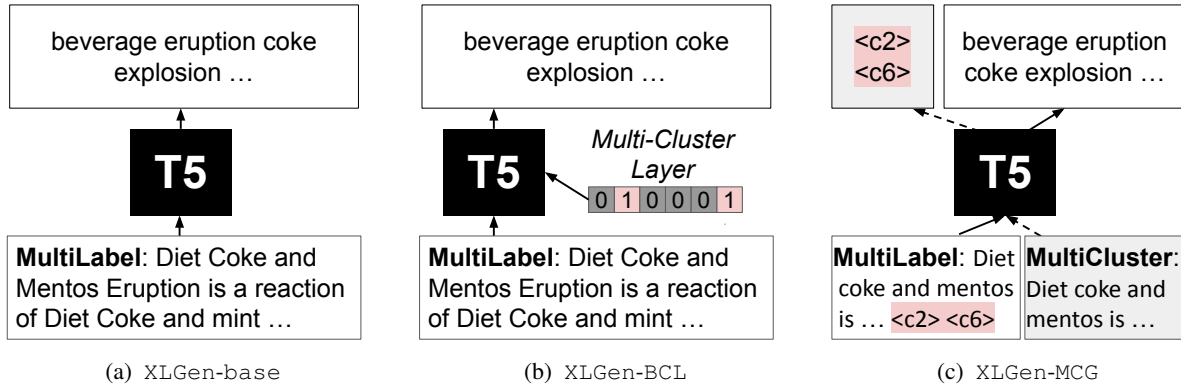 beverage eruption coke
explosion …
T5
MultiLabel: Diet Coke and
Mentos Eruption is a reaction
of Diet Coke and mint …
(a) XLGen-base
beverage eruption coke
explosion …
T5
Multi-Cluster
Layer
0 1 0 0 0 1
MultiLabel: Diet Coke and
Mentos Eruption is a reaction
of Diet Coke and mint …
(b) XLGen-BCL
<c2>
<c6>
beverage eruption
coke explosion …
T5
MultiLabel: Diet
coke and mentos
is … <c2> <c6>
MultiCluster:
Diet coke and
mentos is …
(c) XLGen-MCG